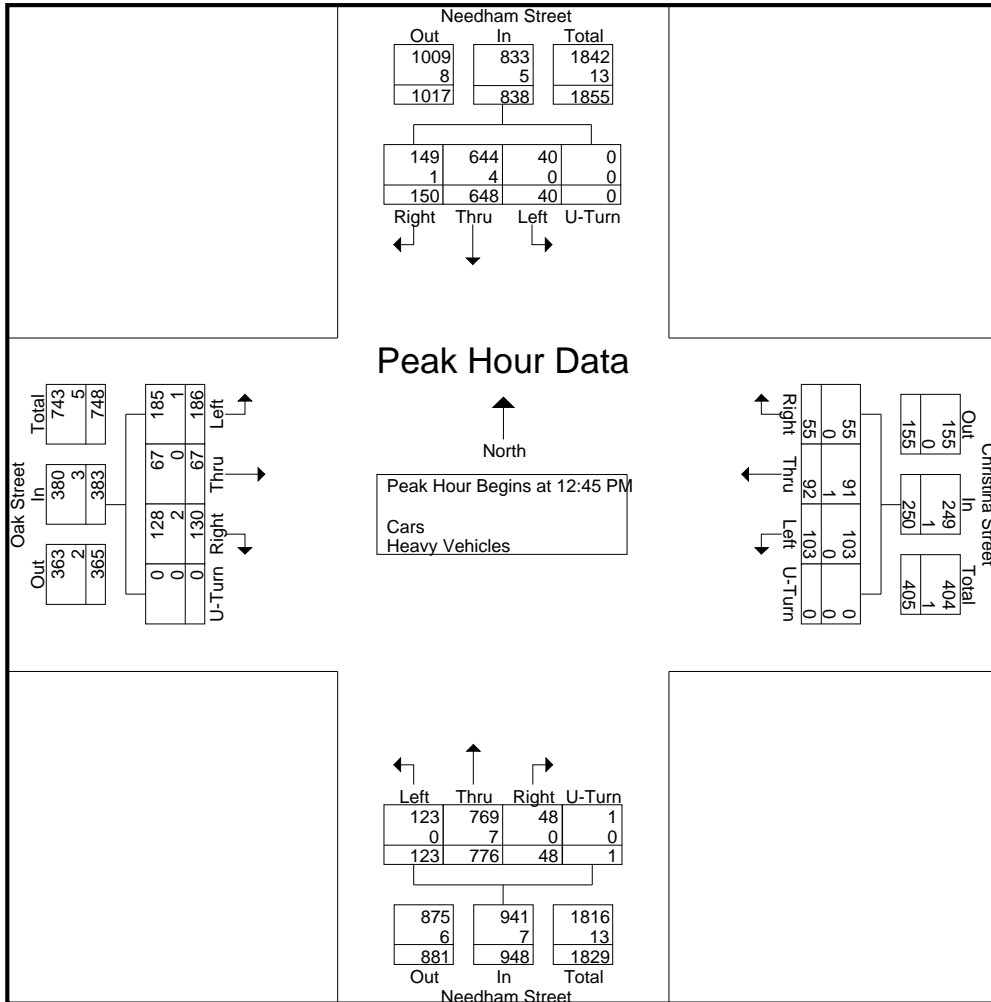 Needham Street
Out In Total
1009 833 1842
8 5 13
1017 838 1855
149 644 40 0
1 4 0 0
150 648 40 0
Right Thru Left U-Turn
Peak Hour Data
North
Peak Hour Begins at 12:45 PM
Cars
Heavy Vehicles
Oak Street
Out In Total
363 380 743
2 3 5
365 383 748
U-Turn Right Thru Left
0 128 67 185
0 2 0 1
0 130 67 186
Christina Street
Out In Total
155 249 404
0 1 1
155 250 405
55 91 103 0
0 1 0 0
55 92 103 0
Right Thru Left U-Turn
Left Thru Right U-Turn
123 769 48 1
0 7 0 0
123 776 48 1
875 941 1816
6 7 13
881 948 1829
Out In Total
Needham Street